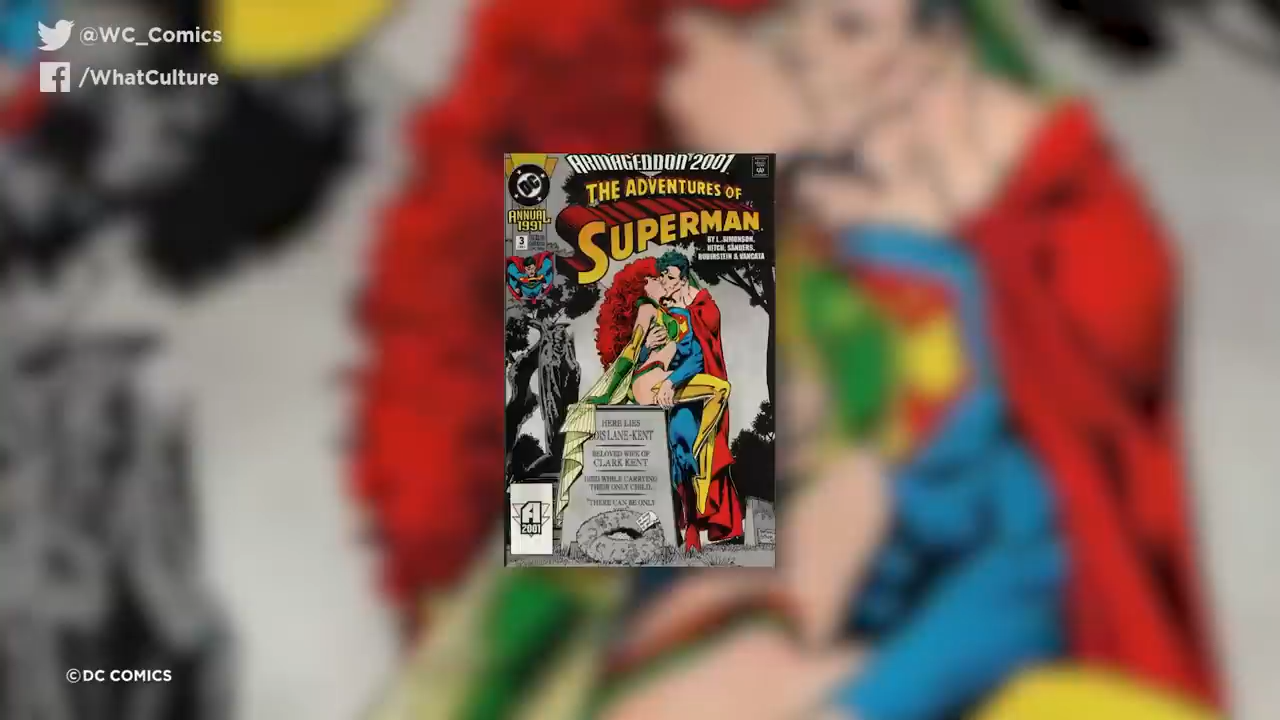 @WC_Comics
/WhatCulture
ARMAGEDDON 2001
DC
THE ADVENTURES OF
SUPERMAN
ANNUAL
1991
3
BY L. SIMONSON,
HITCH, SANDERS,
RUBINSTEIN & VANCATA
HERE LIES
LOIS LANE-KENT
BELOVED WIFE OF
CLARK KENT
DIED WHILE CARRYING
THEIR ONLY CHILD.
"THERE CAN BE ONLY
2001
©DC COMICS